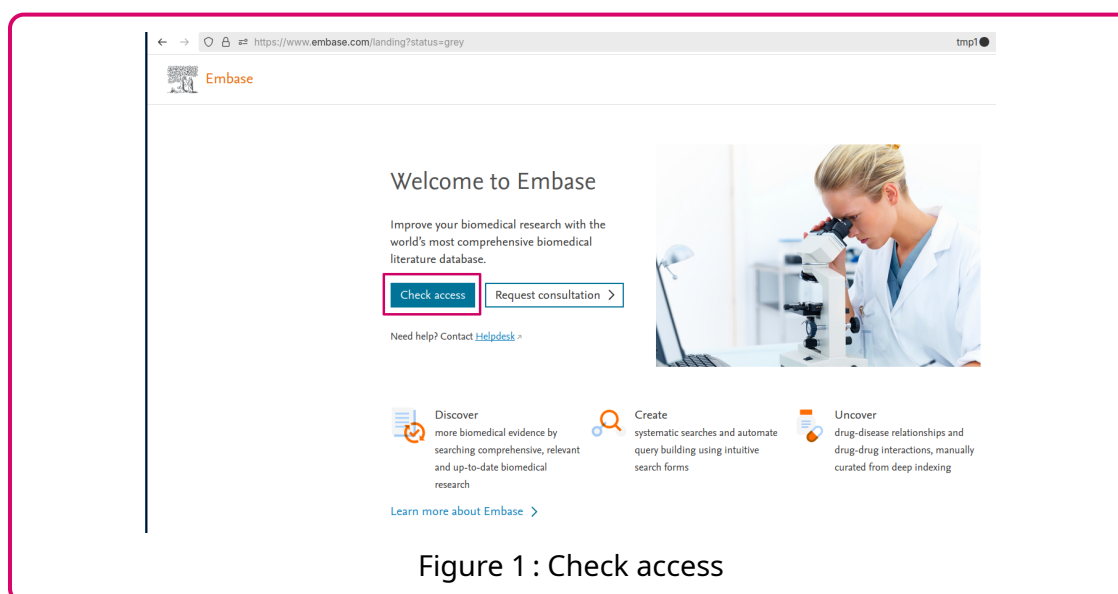 https://www.embase.com/landing?status=grey
tmp1
Embase
Welcome to Embase
Improve your biomedical research with the
world's most comprehensive biomedical
literature database.
Check access
Request consultation
Need help? Contact Helpdesk
Discover
more biomedical evidence by
searching comprehensive, relevant
and up-to-date biomedical
research
Create
systematic searches and automate
query building using intuitive
search forms
Uncover
drug-disease relationships and
drug-drug interactions, manually
curated from deep indexing
Learn more about Embase
Figure 1 : Check access